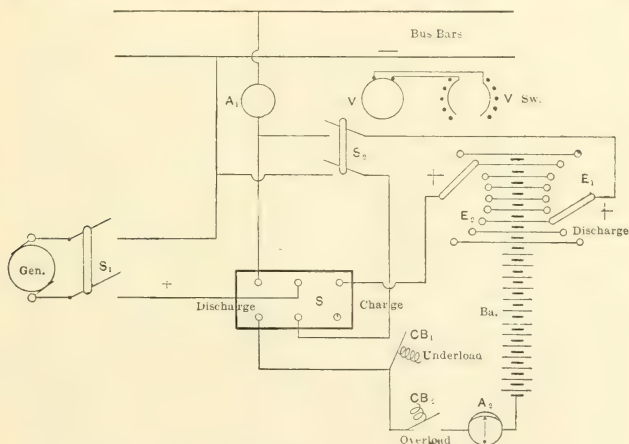 Bus Bars
—
A₁
V
V Sw.
S₂
+
E₁
E₂
+
Discharge
Gen.
S₁
+
Discharge
S
Charge
Ba.
CB₁
Underload
CB₂
A₂
Overload